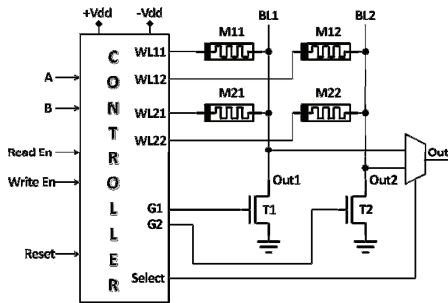 +Vdd
-Vdd
BL1
BL2
M11
M12
WL11
WL12
M21
M22
WL21
WL22
A
B
Read En
Write En
Reset
CONTROLLER
Out
Out1
Out2
G1
G2
T1
T2
Select